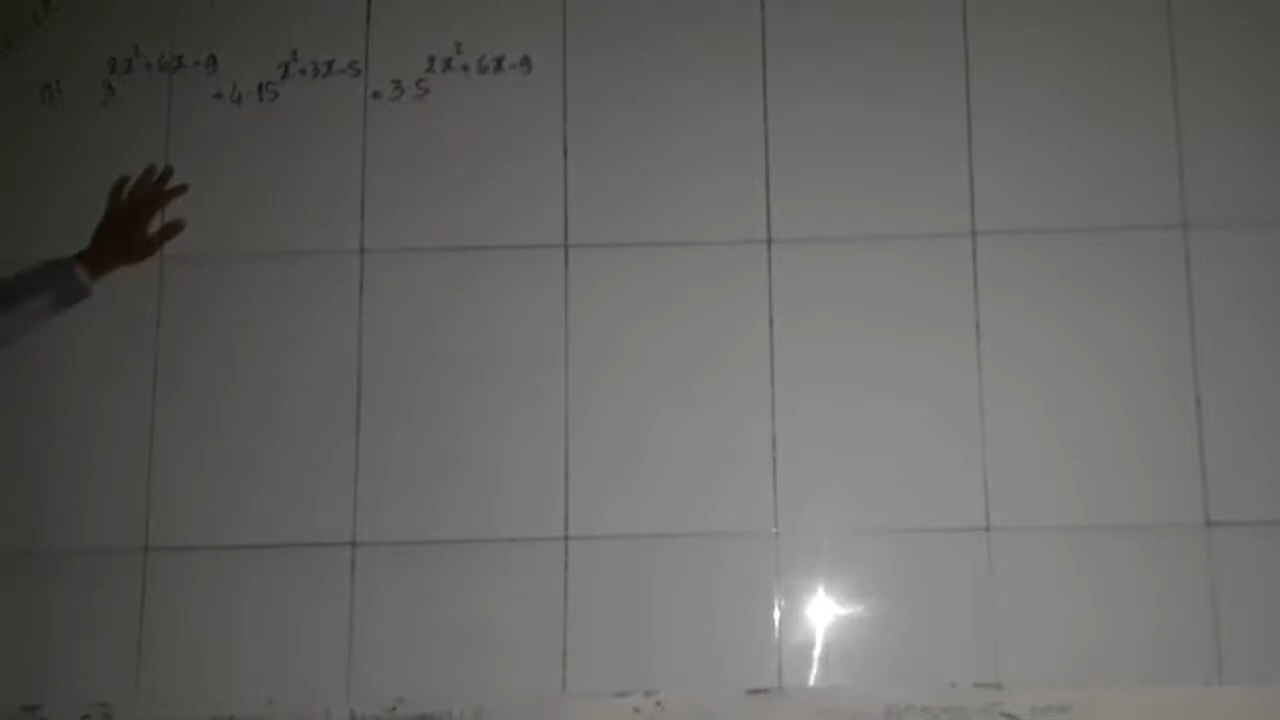 3^{2x²+6x-9} + 4·15^{x²+3x-5} = 3·5^{2x²+6x-9}